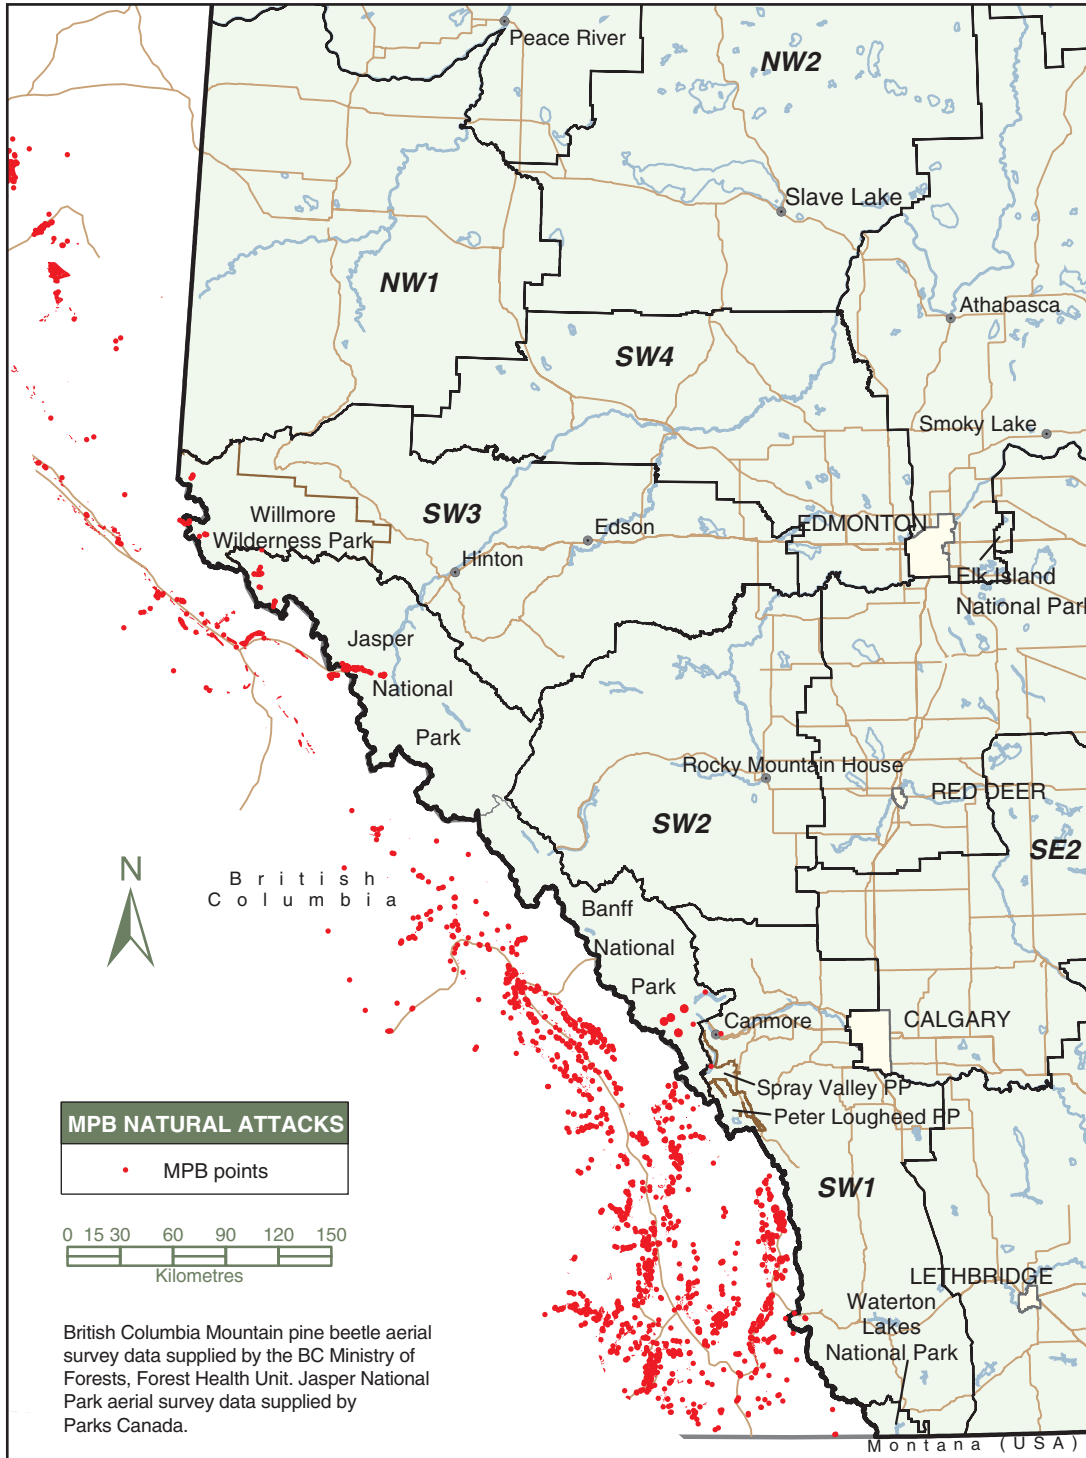 Peace River
NW2
Slave Lake
NW1
Athabasca
SW4
Smoky Lake
Willmore
Wilderness Park
SW3
Edson
EDMONTON
Hinton
Elk Island
National Park
Jasper
National
Park
Rocky Mountain House
RED DEER
SW2
SE2
N
British
Columbia
Banff
National
Park
Canmore
CALGARY
Spray Valley PP
Peter Lougheed PP
MPB NATURAL ATTACKS
MPB points
SW1
0 15 30 60 90 120 150
Kilometres
LETHBRIDGE
Waterton
Lakes
National Park
British Columbia Mountain pine beetle aerial
survey data supplied by the BC Ministry of
Forests, Forest Health Unit. Jasper National
Park aerial survey data supplied by
Parks Canada.
Montana (USA)